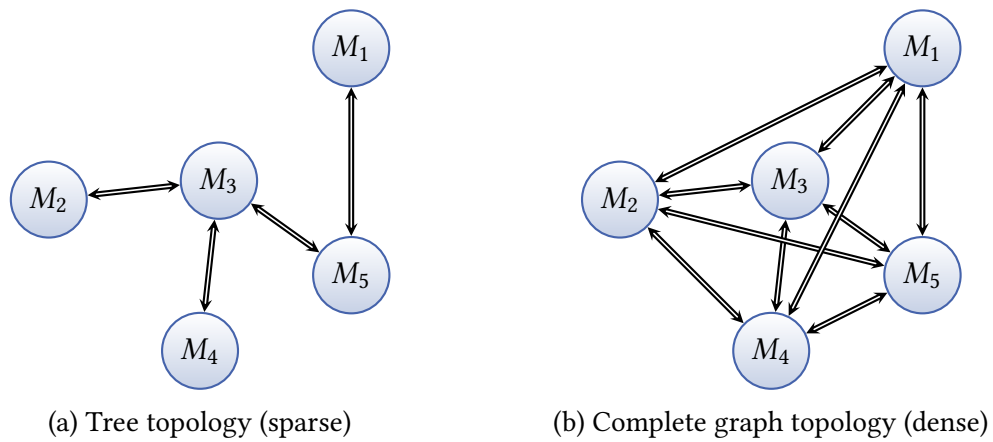 M₁
M₂
M₃
M₄
M₅
(a) Tree topology (sparse)
M₁
M₂
M₃
M₄
M₅
(b) Complete graph topology (dense)